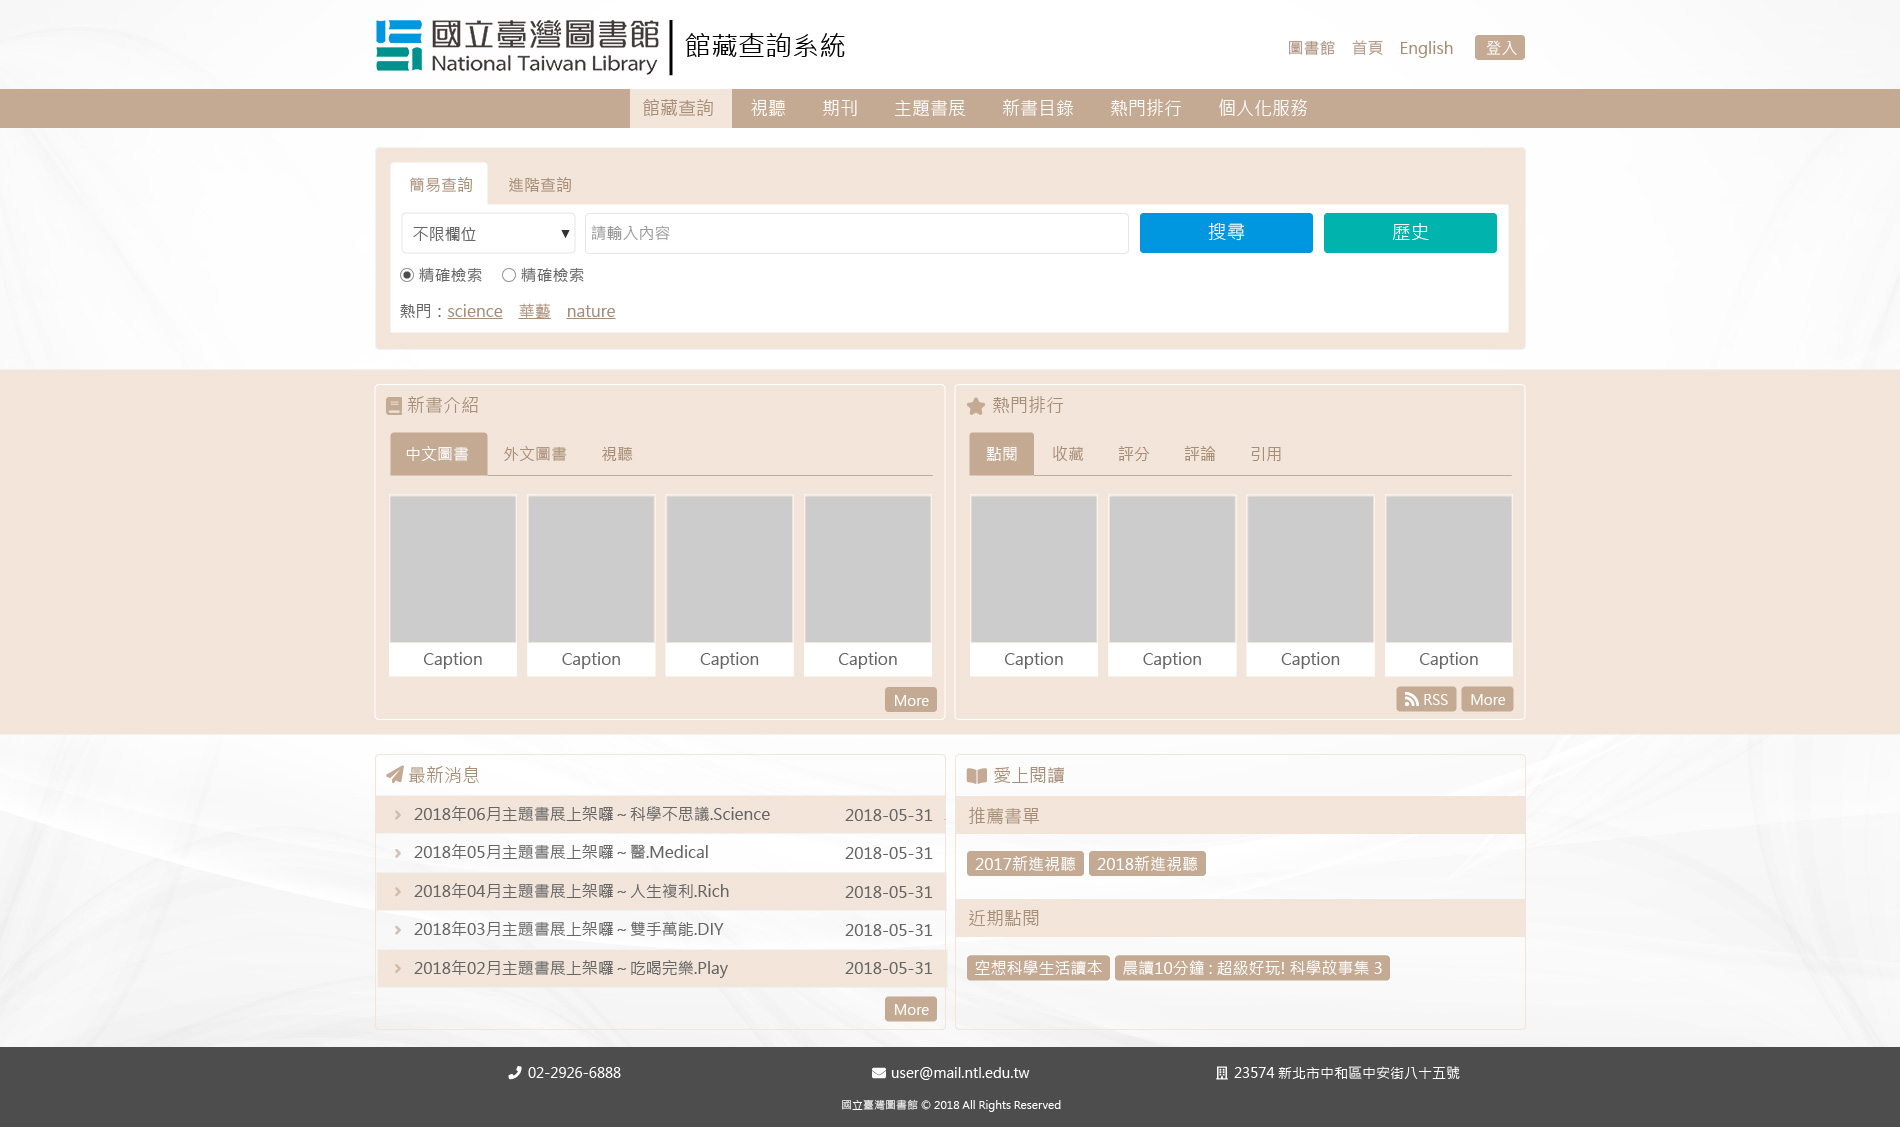 國立臺灣圖書館
National Taiwan Library
館藏查詢系統
圖書館 首頁 English 登入
館藏查詢 視聽 期刊 主題書展 新書目錄 熱門排行 個人化服務
簡易查詢 進階查詢
不限欄位 請輸入內容 搜尋 歷史
精確檢索 精確檢索
熱門：science 華藝 nature
新書介紹
中文圖書 外文圖書 視聽
Caption Caption Caption Caption
More
熱門排行
點閱 收藏 評分 評論 引用
Caption Caption Caption Caption
RSS More
最新消息
2018年06月主題書展上架囉～科學不思議.Science 2018-05-31
2018年05月主題書展上架囉～醫.Medical 2018-05-31
2018年04月主題書展上架囉～人生複利.Rich 2018-05-31
2018年03月主題書展上架囉～雙手萬能.DIY 2018-05-31
2018年02月主題書展上架囉～吃喝完樂.Play 2018-05-31
More
愛上閱讀
推薦書單
2017新進視聽 2018新進視聽
近期點閱
空想科學生活讀本 晨讀10分鐘 : 超級好玩! 科學故事集 3
02-2926-6888 user@mail.ntl.edu.tw 23574 新北市中和區中安街八十五號
國立臺灣圖書館 © 2018 All Rights Reserved